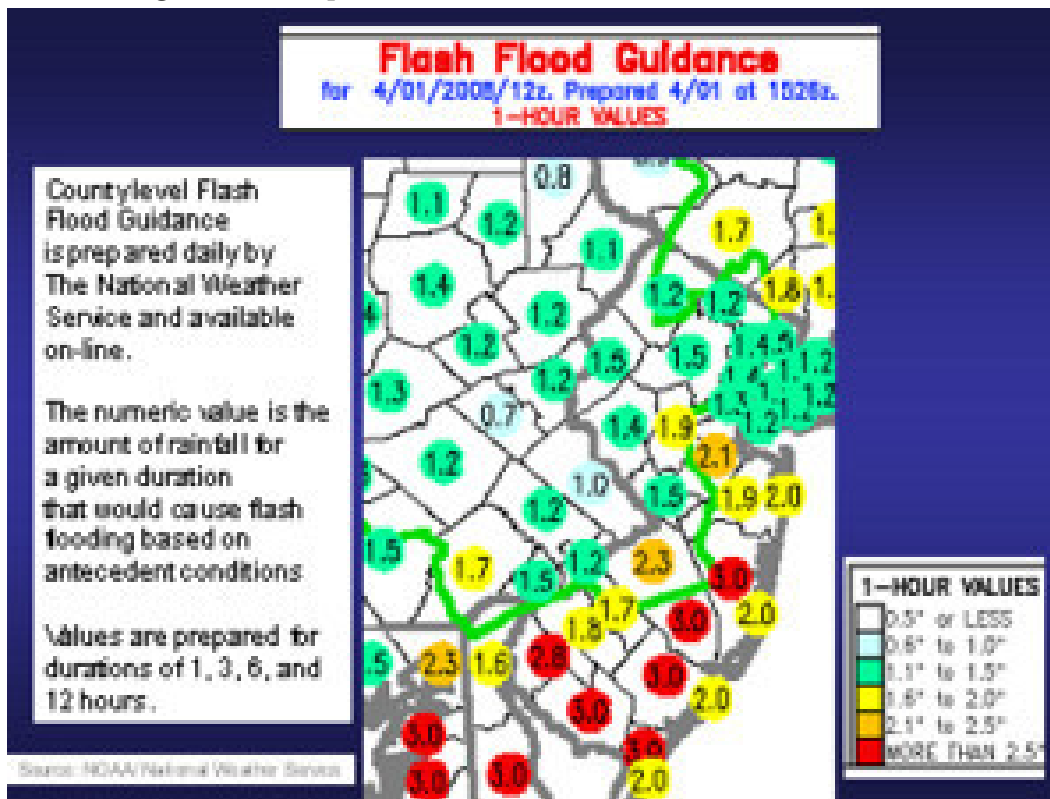 Flash Flood Guidance
for 4/01/2008/12z. Prepared 4/01 at 1526z.
1-HOUR VALUES
Countylevel Flash
Flood Guidance
is prepared daily by
The National Weather
Service and available
on-line.
The numeric value is the
amount of rainfall for
a given duration
that would cause flash
flooding based on
antecedent conditions
Values are prepared for
durations of 1, 3, 6, and
12 hours.
Source: NOAA/National Weather Service
0.8
1.1
1.2
1.1
1.7
1.4
1.2
1.2
1.8
1.2
1.2
1.5
1.5
1.3
1.2
0.7
1.4
1.9
1.2
1.2
2.1
1.2
1.0
1.5
1.9
2.0
1.2
1.5
1.7
1.5
1.2
2.3
3.0
1.8
1.7
3.0
2.0
2.3
1.6
2.8
3.0
3.0
2.0
3.0
3.0
3.0
3.0
2.0
1-HOUR VALUES
0.5" or LESS
0.6" to 1.0"
1.1" to 1.5"
1.6" to 2.0"
2.1" to 2.5"
MORE THAN 2.5"